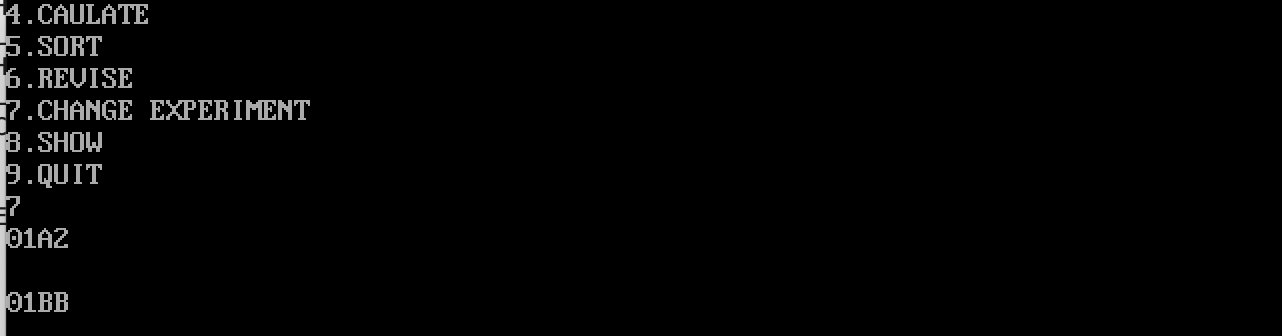 4.CAULATE
5.SORT
6.REVISE
7.CHANGE EXPERIMENT
8.SHOW
9.QUIT
7
01A2
01BB